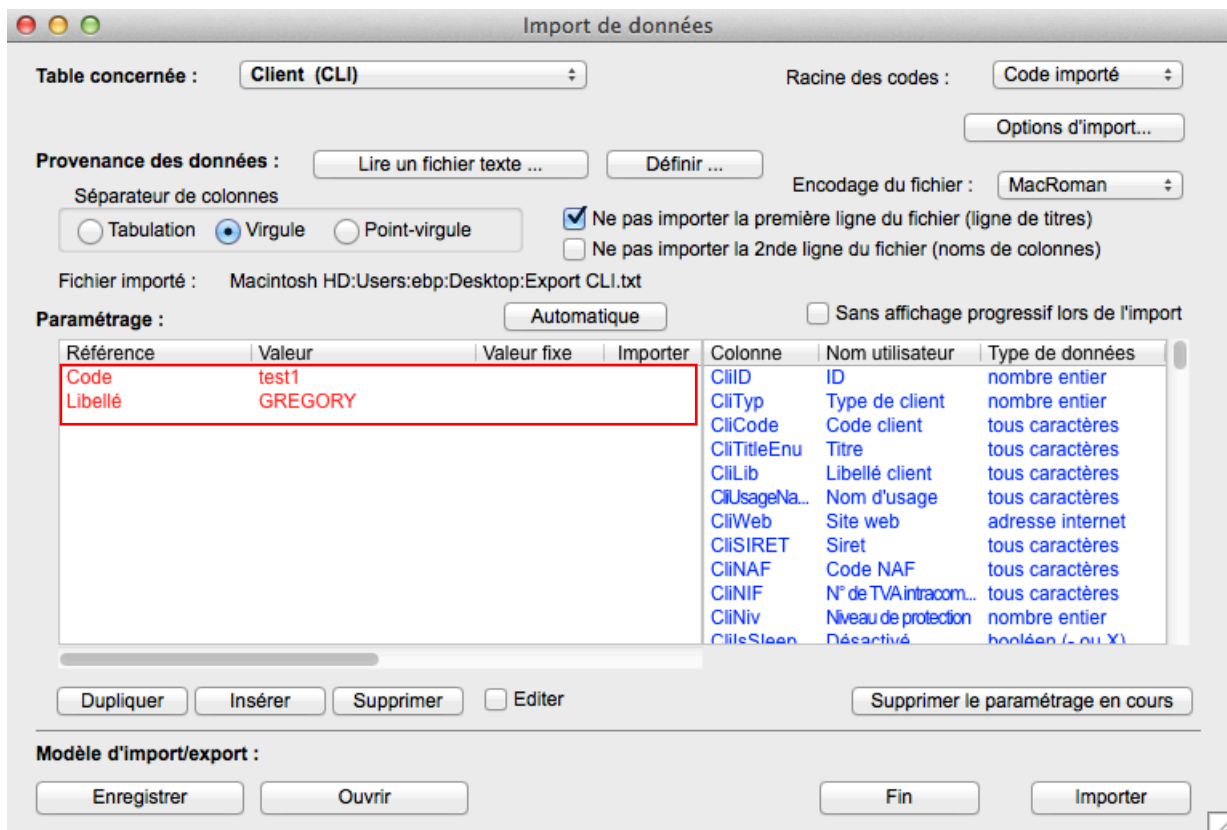 Import de données
Table concernée : Client (CLI) Racine des codes : Code importé
Options d'import...
Provenance des données : Lire un fichier texte ... Définir ...
Séparateur de colonnes Encodage du fichier : MacRoman
Tabulation Virgule Point-virgule Ne pas importer la première ligne du fichier (ligne de titres)
Ne pas importer la 2nde ligne du fichier (noms de colonnes)
Fichier importé : Macintosh HD:Users:ebp:Desktop:Export CLI.txt
Paramétrage : Automatique Sans affichage progressif lors de l'import
Référence Valeur Valeur fixe Importer Colonne Nom utilisateur Type de données
Code test1 CliID ID nombre entier
Libellé GREGORY CliTyp Type de client nombre entier
CliCode Code client tous caractères
CliTitleEnu Titre tous caractères
CliLib Libellé client tous caractères
CliUsageNa... Nom d'usage tous caractères
CliWeb Site web adresse internet
CliSIRET Siret tous caractères
CliNAF Code NAF tous caractères
CliNIF N° de TVA intracom... tous caractères
CliNiv Niveau de protection nombre entier
CliIsSleep Désactivé booléen (- ou X)
Dupliquer Insérer Supprimer Editer Supprimer le paramétrage en cours
Modèle d'import/export :
Enregistrer Ouvrir Fin Importer